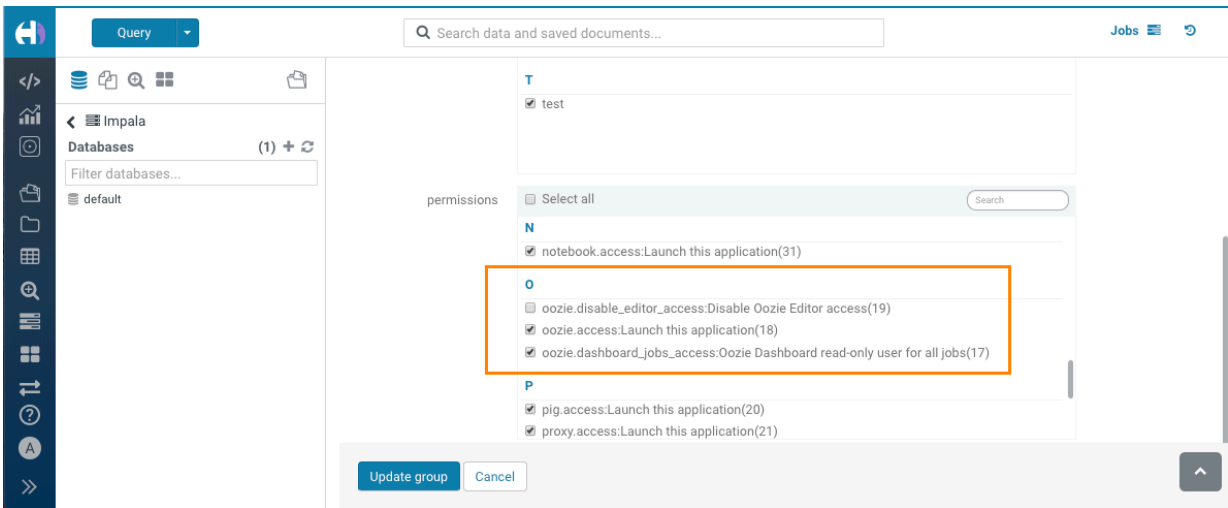 Query
Search data and saved documents...
Jobs
</>
Impala
Databases (1)
Filter databases...
default
T
test
permissions
Select all
Search
N
notebook.access:Launch this application(31)
O
oozie.disable_editor_access:Disable Oozie Editor access(19)
oozie.access:Launch this application(18)
oozie.dashboard_jobs_access:Oozie Dashboard read-only user for all jobs(17)
P
pig.access:Launch this application(20)
proxy.access:Launch this application(21)
A
Update group
Cancel